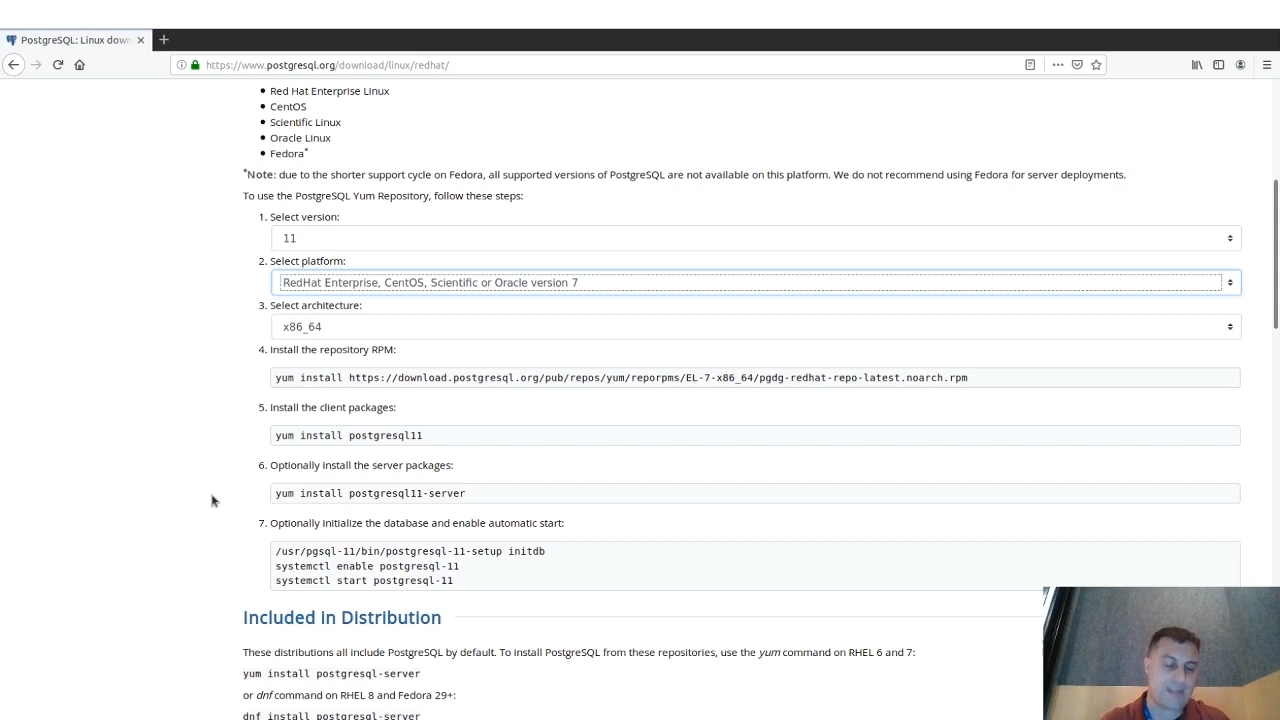 PostgreSQL: Linux down
https://www.postgresql.org/download/linux/redhat/
Red Hat Enterprise Linux
CentOS
Scientific Linux
Oracle Linux
Fedora*
*Note: due to the shorter support cycle on Fedora, all supported versions of PostgreSQL are not available on this platform. We do not recommend using Fedora for server deployments.
To use the PostgreSQL Yum Repository, follow these steps:
1. Select version:
11
2. Select platform:
RedHat Enterprise, CentOS, Scientific or Oracle version 7
3. Select architecture:
x86_64
4. Install the repository RPM:
yum install https://download.postgresql.org/pub/repos/yum/reporpms/EL-7-x86_64/pgdg-redhat-repo-latest.noarch.rpm
5. Install the client packages:
yum install postgresql11
6. Optionally install the server packages:
yum install postgresql11-server
7. Optionally initialize the database and enable automatic start:
/usr/pgsql-11/bin/postgresql-11-setup initdb
systemctl enable postgresql-11
systemctl start postgresql-11
Included in Distribution
These distributions all include PostgreSQL by default. To install PostgreSQL from these repositories, use the yum command on RHEL 6 and 7:
yum install postgresql-server
or dnf command on RHEL 8 and Fedora 29+:
dnf install postgresql-server